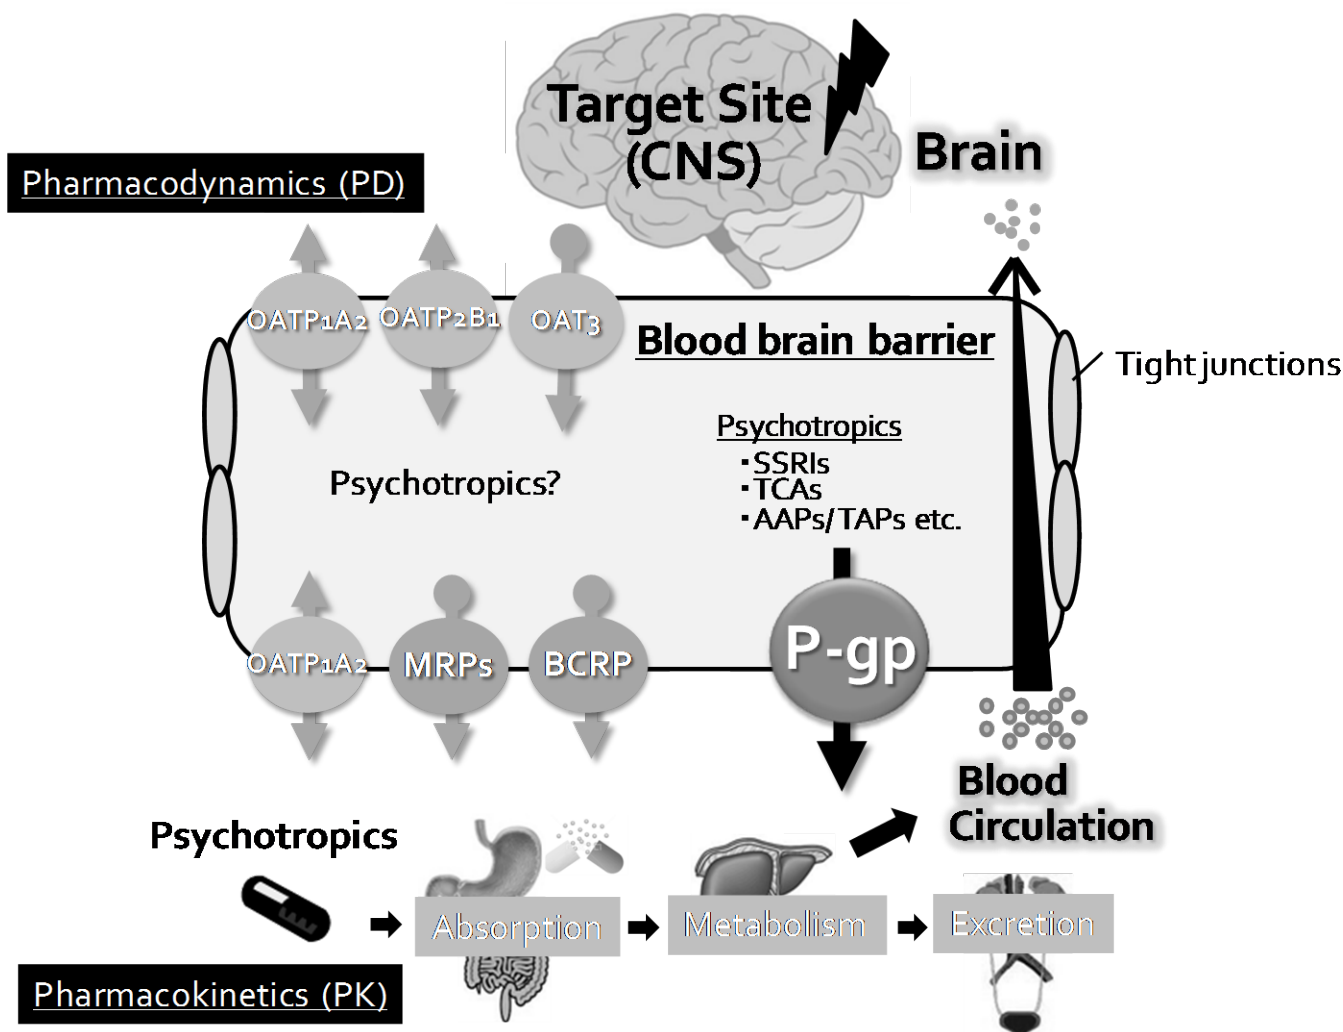 Target Site
(CNS)
Brain
Pharmacodynamics (PD)
OATP1A2
OATP2B1
OAT3
Blood brain barrier
Tight junctions
Psychotropics
▪SSRIs
▪TCAs
▪AAPs/TAPs etc.
Psychotropics?
OATP1A2
MRPs
BCRP
P-gp
Blood
Circulation
Psychotropics
Absorption
Metabolism
Excretion
Pharmacokinetics (PK)